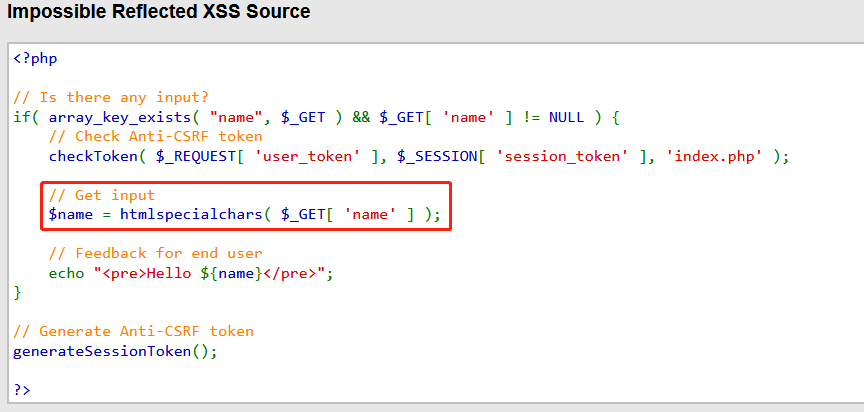 Impossible Reflected XSS Source
<?php
// Is there any input?
if( array_key_exists( "name", $_GET ) && $_GET[ 'name' ] != NULL ) {
    // Check Anti-CSRF token
    checkToken( $_REQUEST[ 'user_token' ], $_SESSION[ 'session_token' ], 'index.php' );
    // Get input
    $name = htmlspecialchars( $_GET[ 'name' ] );
    // Feedback for end user
    echo "<pre>Hello ${name}</pre>";
}
// Generate Anti-CSRF token
generateSessionToken();
?>